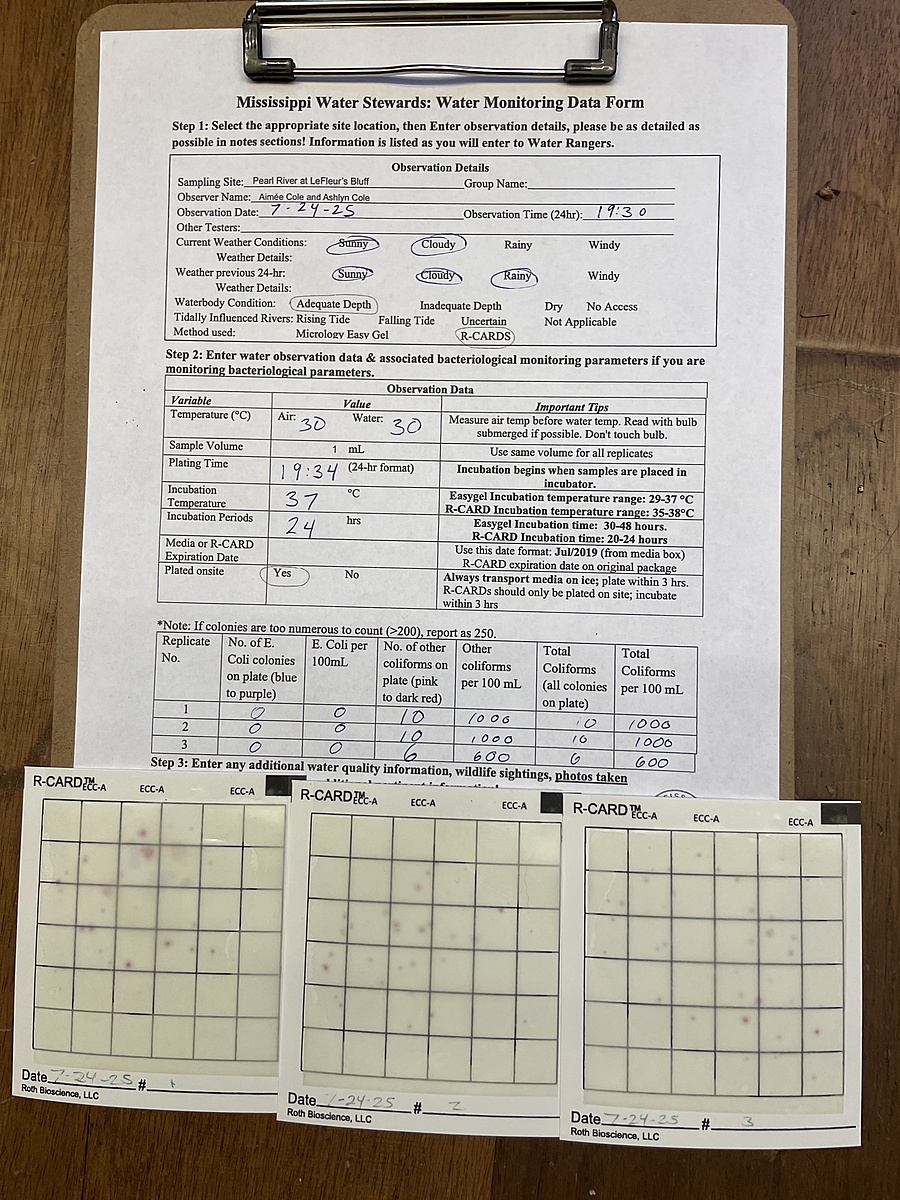 Mississippi Water Stewards: Water Monitoring Data Form
Step 1: Select the appropriate site location, then Enter observation details, please be as detailed as
possible in notes sections! Information is listed as you will enter to Water Rangers.
Observation Details
Sampling Site: Pearl River at LeFleur's Bluff Group Name:
Observer Name: Aimée Cole and Ashlyn Cole
Observation Date: 7-24-25 Observation Time (24hr): 19:30
Other Testers:
Current Weather Conditions: Sunny Cloudy Rainy Windy
Weather Details:
Weather previous 24-hr: Sunny Cloudy Rainy Windy
Weather Details:
Waterbody Condition: Adequate Depth Inadequate Depth Dry No Access
Tidally Influenced Rivers: Rising Tide Falling Tide Uncertain Not Applicable
Method used: Micrology Easy Gel R-CARDS
Step 2: Enter water observation data & associated bacteriological monitoring parameters if you are
monitoring bacteriological parameters.
Observation Data
Variable Value Important Tips
Temperature (°C) Air: 30 Water: 30 Measure air temp before water temp. Read with bulb
submerged if possible. Don't touch bulb.
Sample Volume 1 mL Use same volume for all replicates
Plating Time 19:34 (24-hr format) Incubation begins when samples are placed in
incubator.
Incubation 37 °C Easygel Incubation temperature range: 29-37 °C
Temperature R-CARD Incubation temperature range: 35-38°C
Incubation Periods 24 hrs Easygel Incubation time: 30-48 hours.
R-CARD Incubation time: 20-24 hours
Media or R-CARD Use this date format: Jul/2019 (from media box)
Expiration Date R-CARD expiration date on original package
Plated onsite Yes No Always transport media on ice; plate within 3 hrs.
R-CARDs should only be plated on site; incubate
within 3 hrs
*Note: If colonies are too numerous to count (>200), report as 250.
Replicate No. of E. E. Coli per No. of other Other Total Total
No. Coli colonies 100mL coliforms on coliforms Coliforms Coliforms
on plate (blue plate (pink per 100 mL (all colonies per 100 mL
to purple) to dark red) on plate)
1 0 0 10 1000 10 1000
2 0 0 10 1000 10 1000
3 0 0 6 600 6 600
Step 3: Enter any additional water quality information, wildlife sightings, photos taken
R-CARD™ ECC-A ECC-A ECC-A
Date 7-24-25 # 1
Roth Bioscience, LLC
R-CARD™ ECC-A ECC-A ECC-A
Date 7-24-25 # 2
Roth Bioscience, LLC
R-CARD™ ECC-A ECC-A ECC-A
Date 7-24-25 # 3
Roth Bioscience, LLC